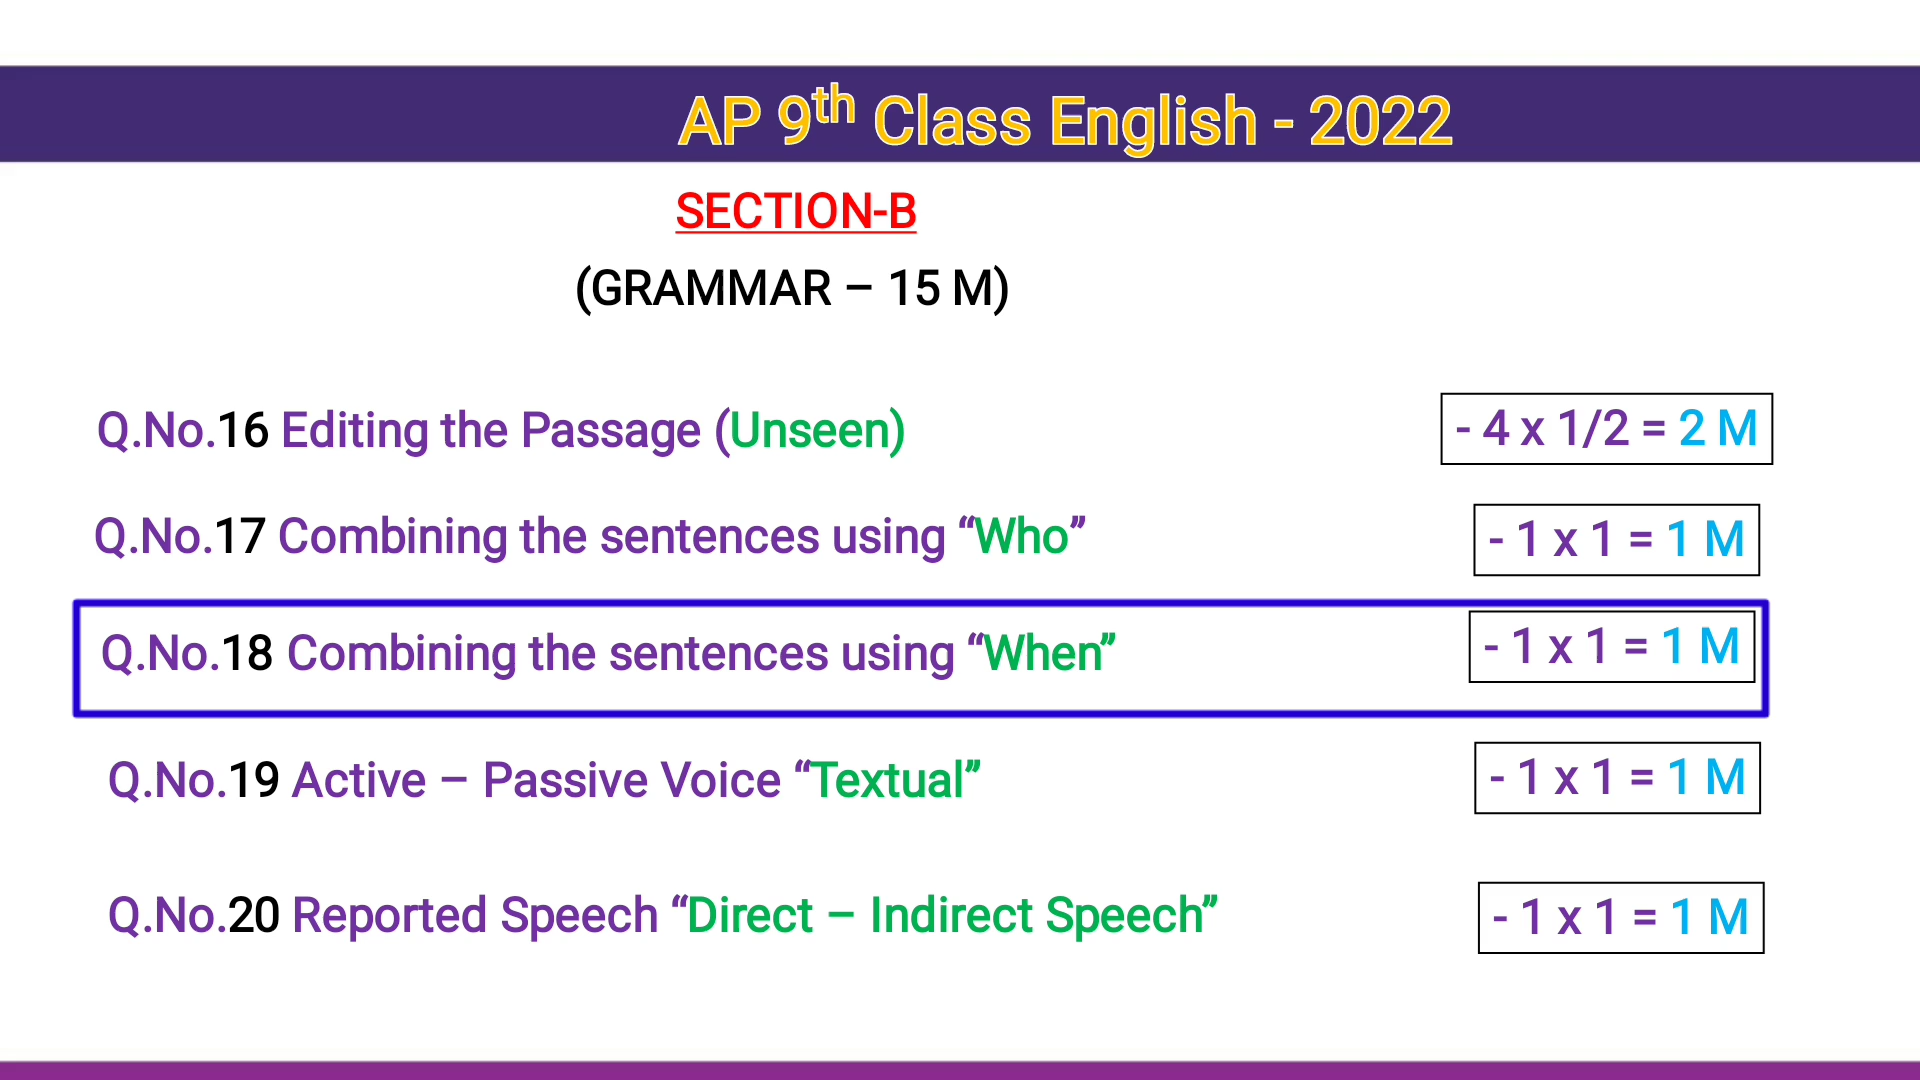 AP 9th Class English - 2022
SECTION-B
(GRAMMAR – 15 M)
Q.No.16 Editing the Passage (Unseen) - 4 x 1/2 = 2 M
Q.No.17 Combining the sentences using “Who” - 1 x 1 = 1 M
Q.No.18 Combining the sentences using “When” - 1 x 1 = 1 M
Q.No.19 Active – Passive Voice “Textual” - 1 x 1 = 1 M
Q.No.20 Reported Speech “Direct – Indirect Speech” - 1 x 1 = 1 M